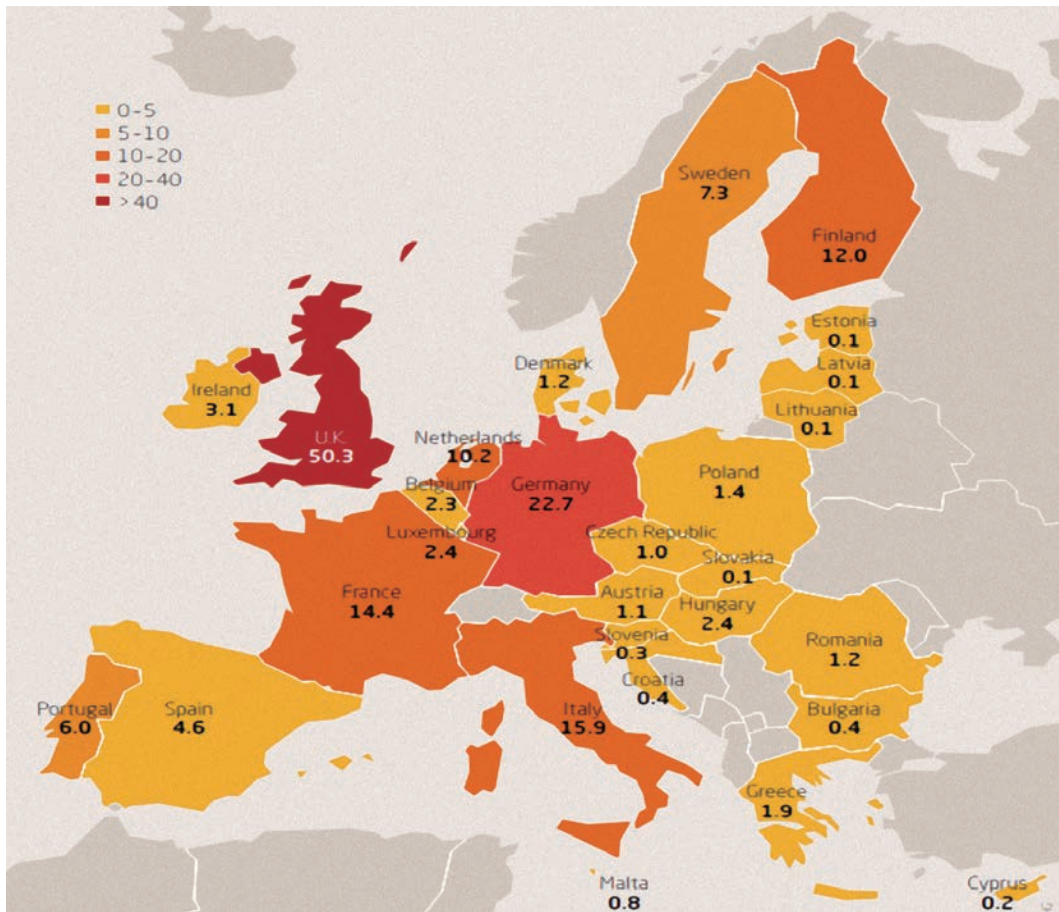 0-5
5-10
10-20
20-40
>40
Sweden
7.3
Finland
12.0
Estonia
0.1
Latvia
0.1
Lithuania
0.1
Denmark
1.2
Ireland
3.1
U.K.
50.3
Netherlands
10.2
Belgium
2.3
Germany
22.7
Poland
1.4
Luxembourg
2.4
Czech Republic
1.0
Slovakia
0.1
France
14.4
Austria
1.1
Hungary
2.4
Slovenia
0.3
Romania
1.2
Croatia
0.4
Portugal
6.0
Spain
4.6
Italy
15.9
Bulgaria
0.4
Greece
1.9
Malta
0.8
Cyprus
0.2